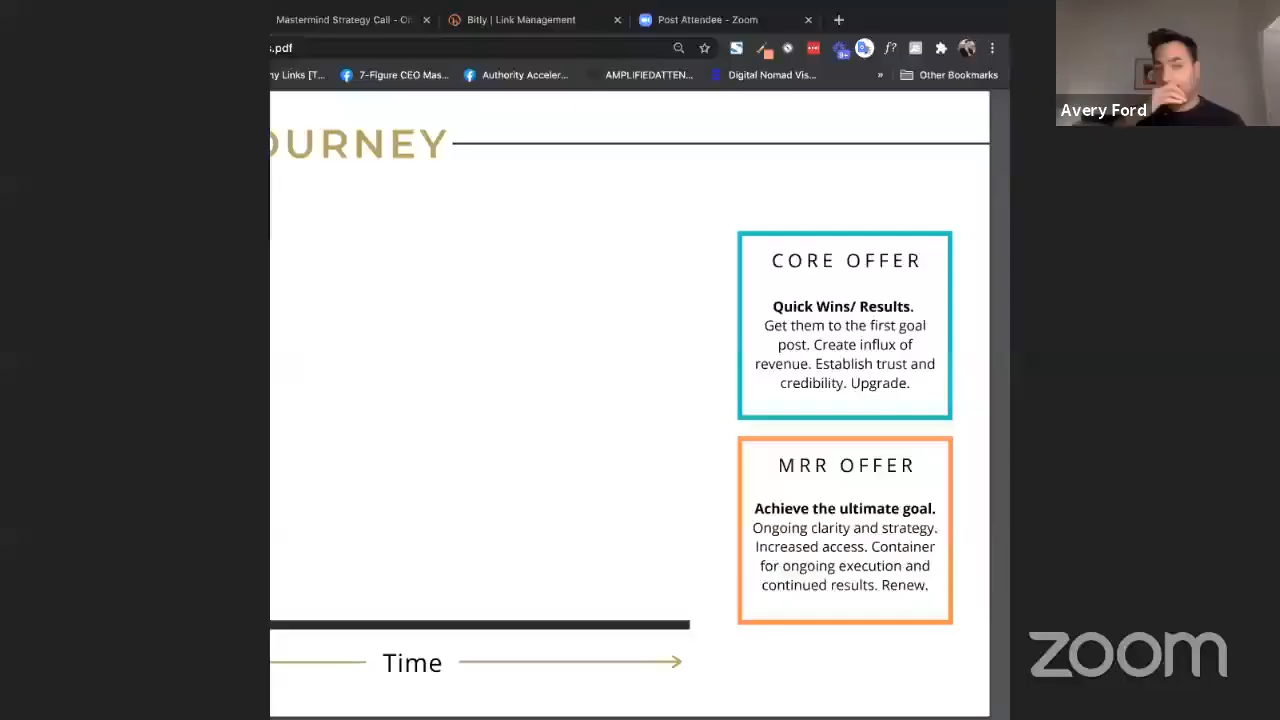 Mastermind Strategy Call - O
Bitly | Link Management
Post Attendee - Zoom
s.pdf
f?
9+
ny Links [T...
7-Figure CEO Mas...
Authority Acceler...
AMPLIFIEDATTEN...
Digital Nomad Vis...
»
Other Bookmarks
Avery Ford
OURNEY
CORE OFFER
Quick Wins/ Results.
Get them to the first goal
post. Create influx of
revenue. Establish trust and
credibility. Upgrade.
MRR OFFER
Achieve the ultimate goal.
Ongoing clarity and strategy.
Increased access. Container
for ongoing execution and
continued results. Renew.
Time
zoom